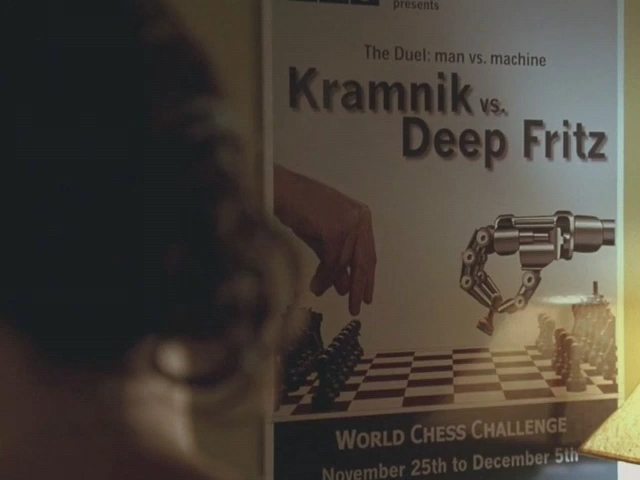 presents
The Duel: man vs. machine
Kramnik vs.
Deep Fritz
WORLD CHESS CHALLENGE
November 25th to December 5th